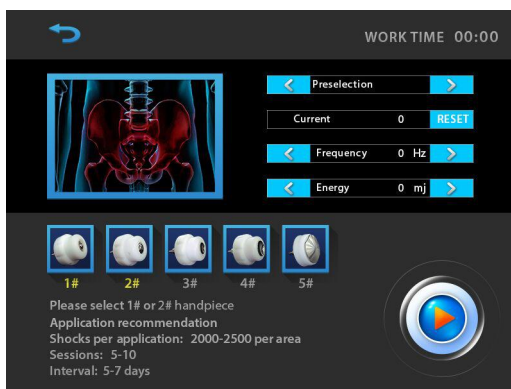 WORK TIME 00:00
Preselection
Current 0 RESET
Frequency 0 Hz
Energy 0 mj
1# 2# 3# 4# 5#
Please select 1# or 2# handpiece
Application recommendation
Shocks per application: 2000-2500 per area
Sessions: 5-10
Interval: 5-7 days